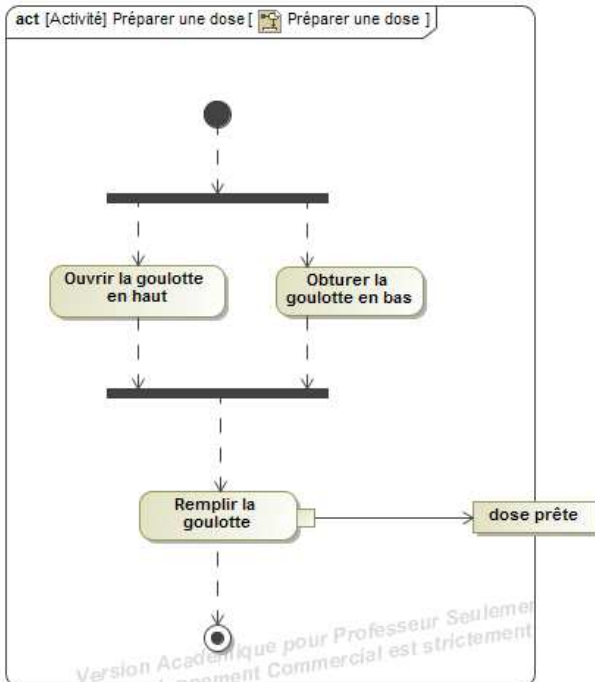 act [Activité] Préparer une dose [ Préparer une dose ]
Ouvrir la goulotte
en haut
Obturer la
goulotte en bas
Remplir la
goulotte
dose prête
Version Académique pour Professeur Seulemen
Commercial est strictement